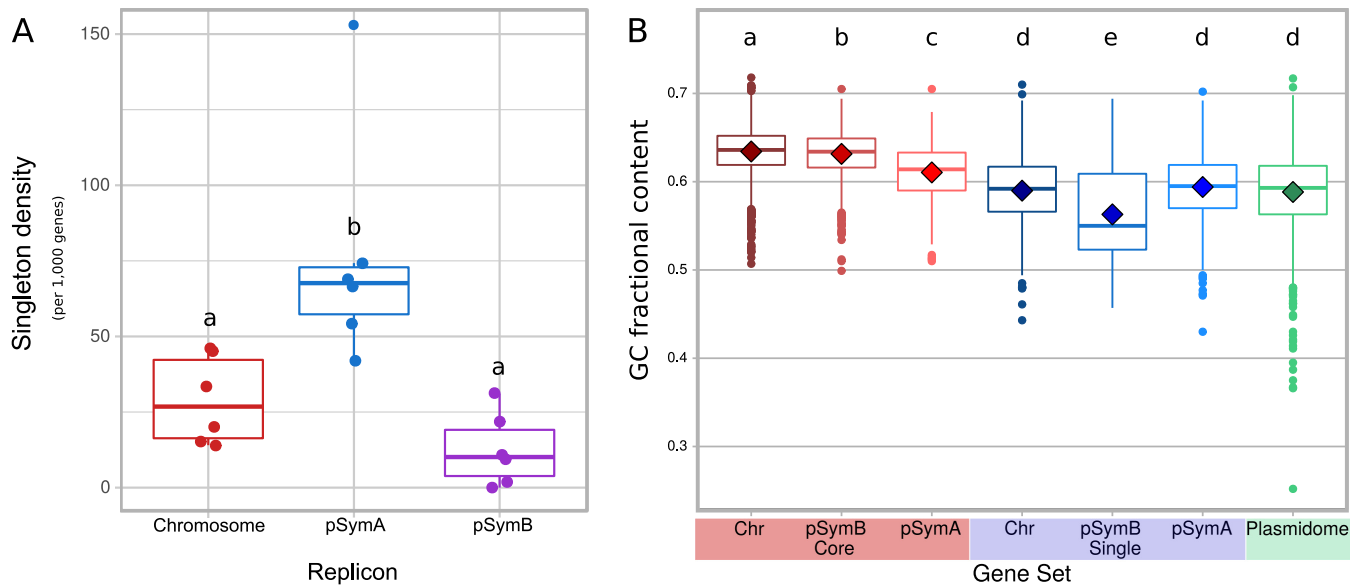 A
150
100
50
0
Singleton density
(per 1,000 genes)
a
b
a
Chromosome pSymA pSymB
Replicon
B
a b c d e d d
0.7
0.6
0.5
0.4
0.3
GC fractional content
Chr pSymB pSymA Chr pSymB pSymA Plasmidome
Core Single
Gene Set